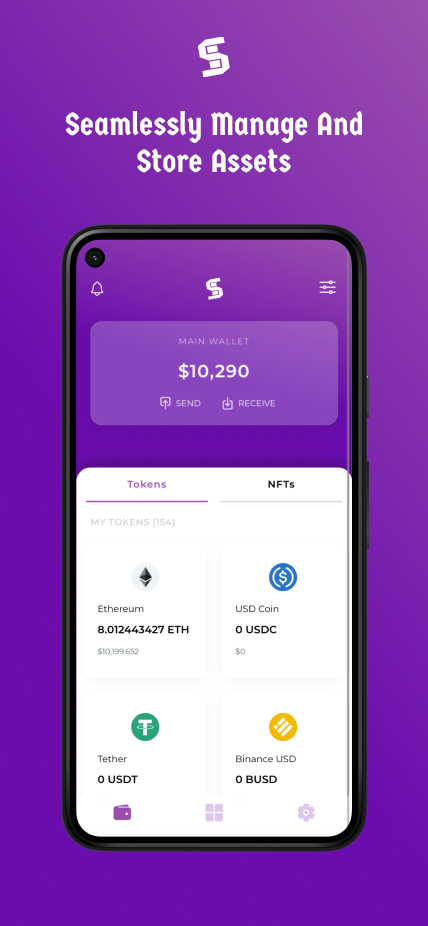 Seamlessly Manage And
Store Assets
MAIN WALLET
$10,290
SEND RECEIVE
Tokens NFTs
MY TOKENS (154)
Ethereum USD Coin
8.012443427 ETH 0 USDC
$10,199.652 $0
Tether Binance USD
0 USDT 0 BUSD